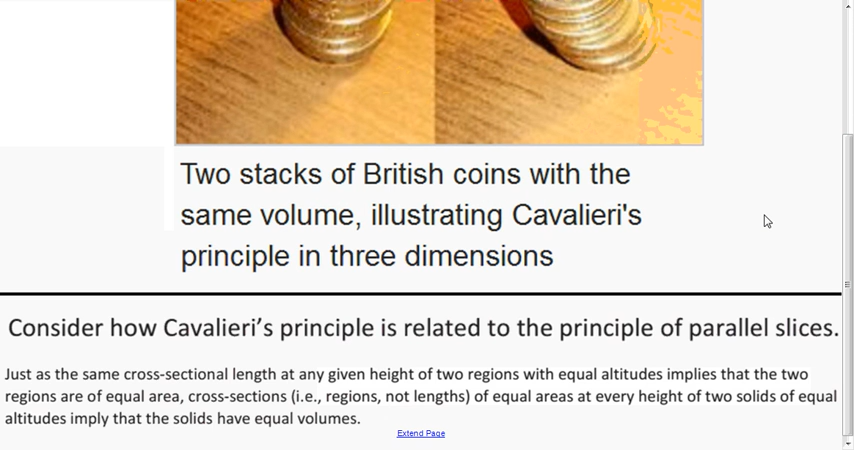 Two stacks of British coins with the
same volume, illustrating Cavalieri's
principle in three dimensions
Consider how Cavalieri’s principle is related to the principle of parallel slices.
Just as the same cross-sectional length at any given height of two regions with equal altitudes implies that the two
regions are of equal area, cross-sections (i.e., regions, not lengths) of equal areas at every height of two solids of equal
altitudes imply that the solids have equal volumes.
Extend Page